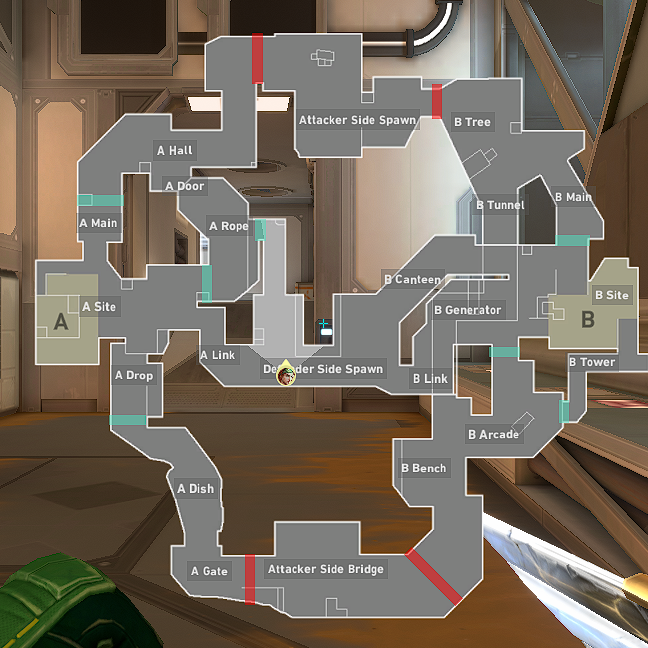 Attacker Side Spawn
B Tree
A Hall
A Door
B Tunnel
B Main
A Main
A Rope
B Canteen
A Site
B Site
B Generator
A
B
A Link
Defender Side Spawn
B Tower
A Drop
B Link
B Arcade
B Bench
A Dish
A Gate
Attacker Side Bridge